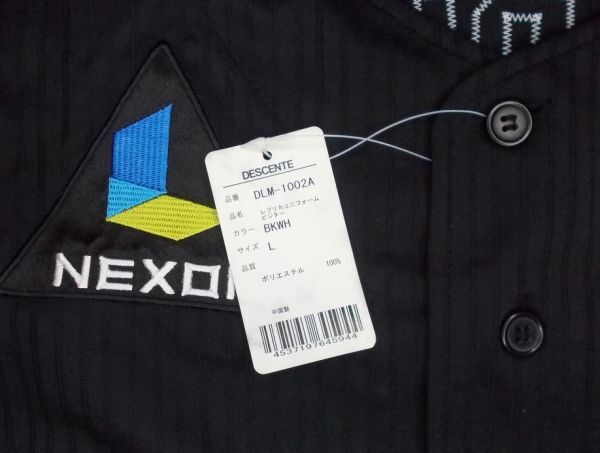 NEXON
DESCENTE
品番 DLM-1002A
品名 レプリカユニフォーム
ビジター
カラー BKWH
サイズ L
品質 100%
ポリエステル
中国製
4537197645944